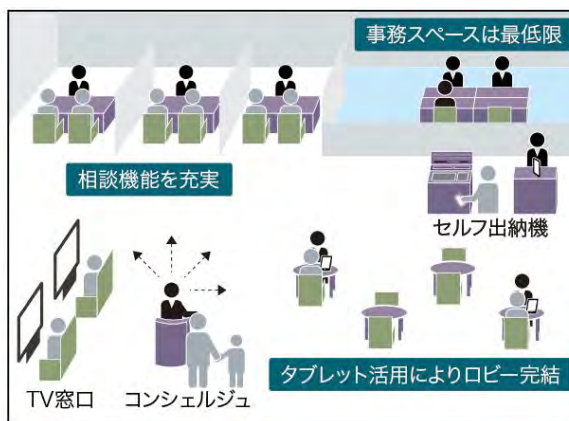 事務スペースは最低限
相談機能を充実
セルフ出納機
TV窓口
コンシェルジュ
タブレット活用によりロビー完結